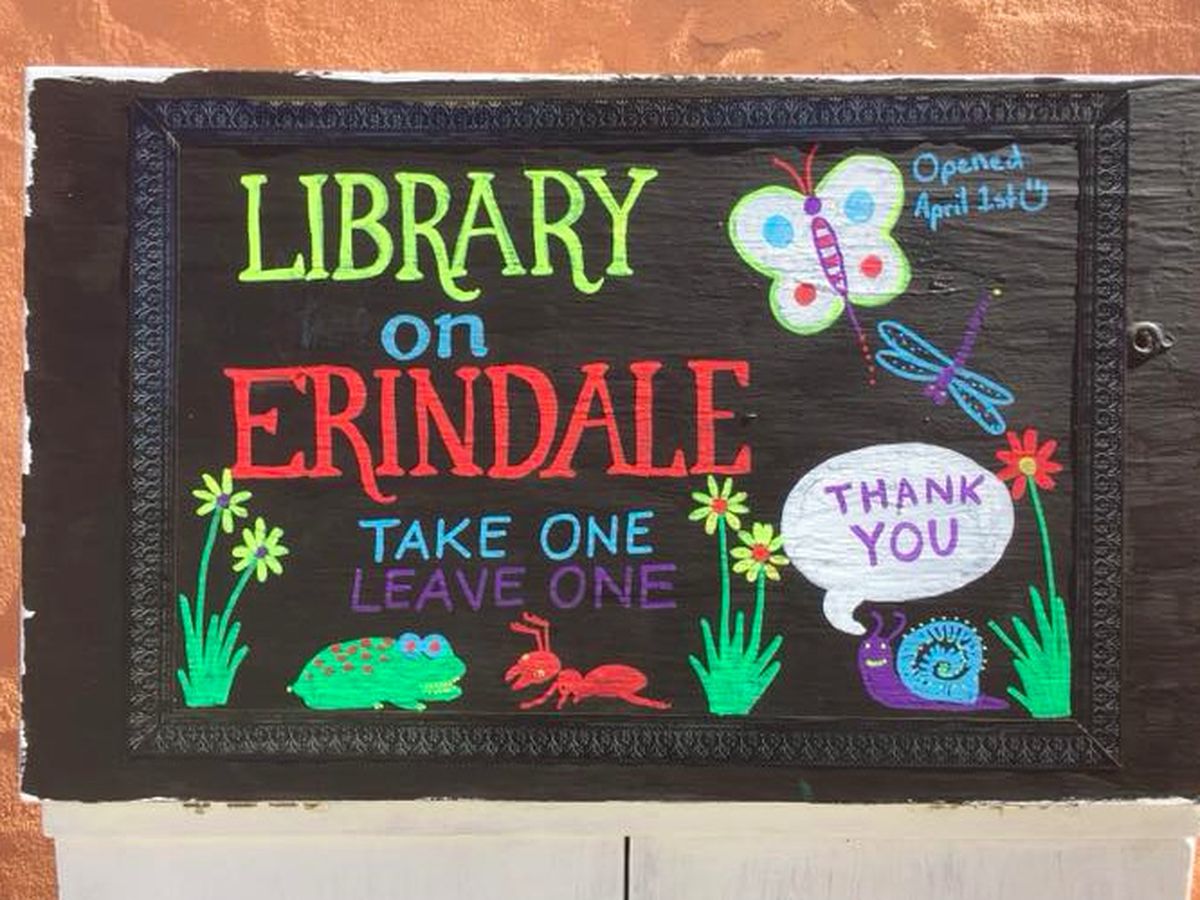 LIBRARY
on
ERINDALE
TAKE ONE
LEAVE ONE
Opened
April 1st
THANK
YOU